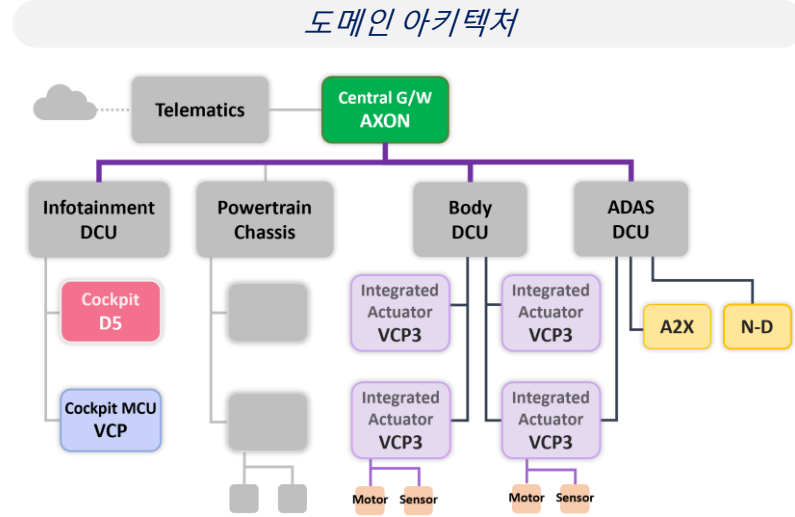 도메인 아키텍처
Telematics
Central G/W
AXON
Infotainment
DCU
Powertrain
Chassis
Body
DCU
ADAS
DCU
Cockpit
D5
Integrated
Actuator
VCP3
Integrated
Actuator
VCP3
A2X
N-D
Cockpit MCU
VCP
Integrated
Actuator
VCP3
Integrated
Actuator
VCP3
Motor
Sensor
Motor
Sensor